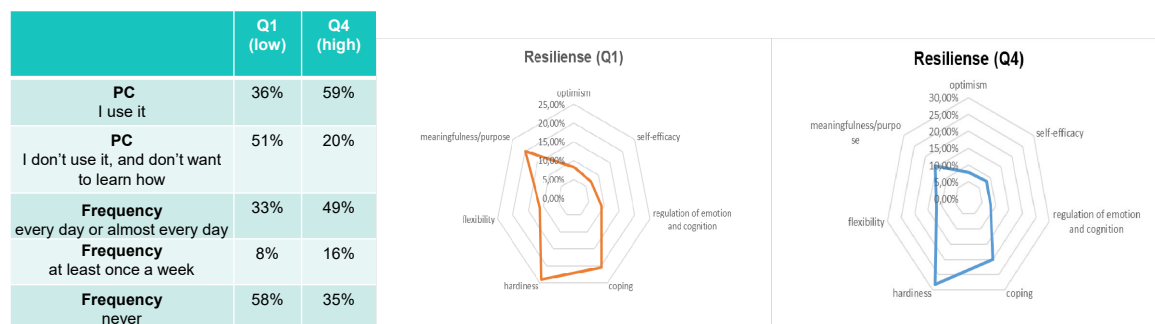 Q1
(low)
Q4
(high)
PC
I use it
36%
59%
PC
I don't use it, and don't want
to learn how
51%
20%
Frequency
every day or almost every day
33%
49%
Frequency
at least once a week
8%
16%
Frequency
never
58%
35%
Resiliense (Q1)
optimism
25,00%
20,00%
15,00%
10,00%
5,00%
0,00%
self-efficacy
regulation of emotion
and cognition
coping
hardiness
flexibility
meaningfulness/purpose
Resiliense (Q4)
optimism
30,00%
25,00%
20,00%
15,00%
10,00%
5,00%
0,00%
self-efficacy
regulation of emotion
and cognition
coping
hardiness
flexibility
meaningfulness/purpo
se